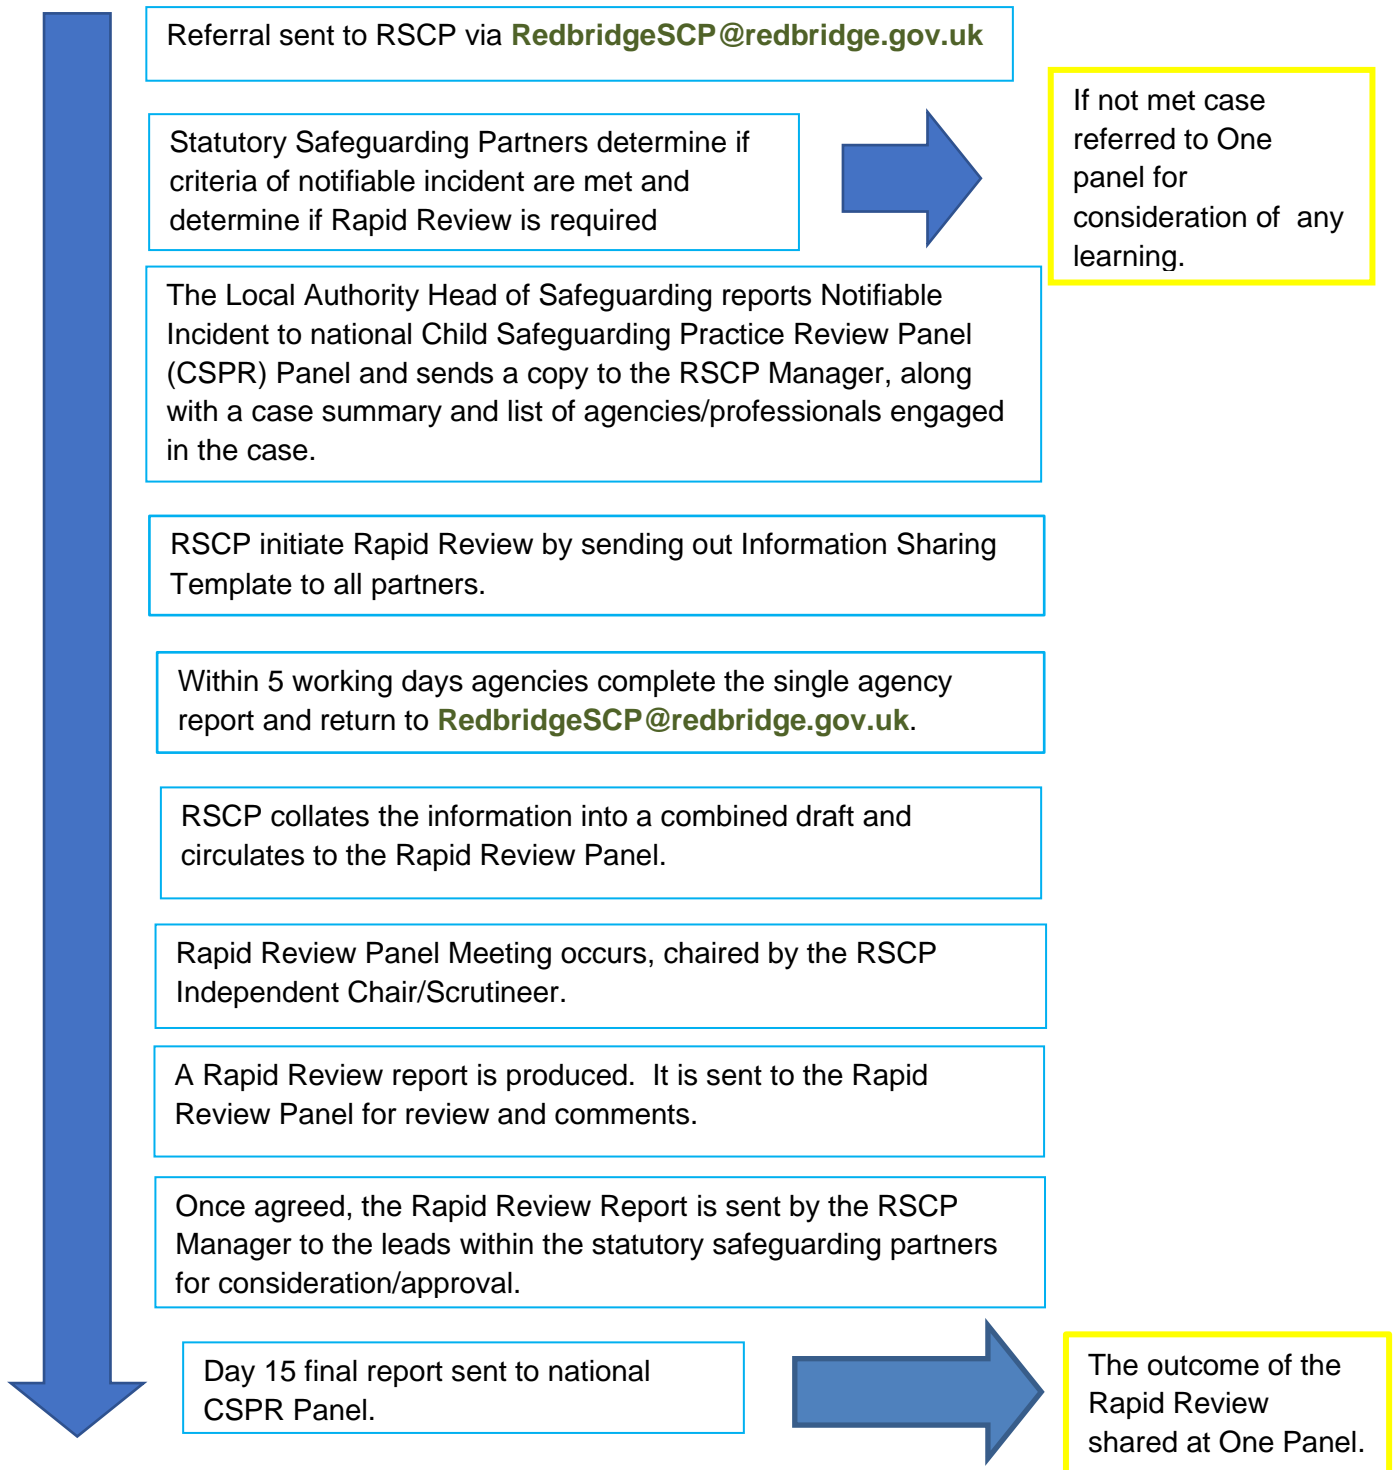 Referral sent to RSCP via RedbridgeSCP@redbridge.gov.uk
Statutory Safeguarding Partners determine if
criteria of notifiable incident are met and
determine if Rapid Review is required
If not met case
referred to One
panel for
consideration of  any
learning.
The Local Authority Head of Safeguarding reports Notifiable
Incident to national Child Safeguarding Practice Review Panel
(CSPR) Panel and sends a copy to the RSCP Manager, along
with a case summary and list of agencies/professionals engaged
in the case.
RSCP initiate Rapid Review by sending out Information Sharing
Template to all partners.
Within 5 working days agencies complete the single agency
report and return to RedbridgeSCP@redbridge.gov.uk.
RSCP collates the information into a combined draft and
circulates to the Rapid Review Panel.
Rapid Review Panel Meeting occurs, chaired by the RSCP
Independent Chair/Scrutineer.
A Rapid Review report is produced.  It is sent to the Rapid
Review Panel for review and comments.
Once agreed, the Rapid Review Report is sent by the RSCP
Manager to the leads within the statutory safeguarding partners
for consideration/approval.
Day 15 final report sent to national
CSPR Panel.
The outcome of the
Rapid Review
shared at One Panel.